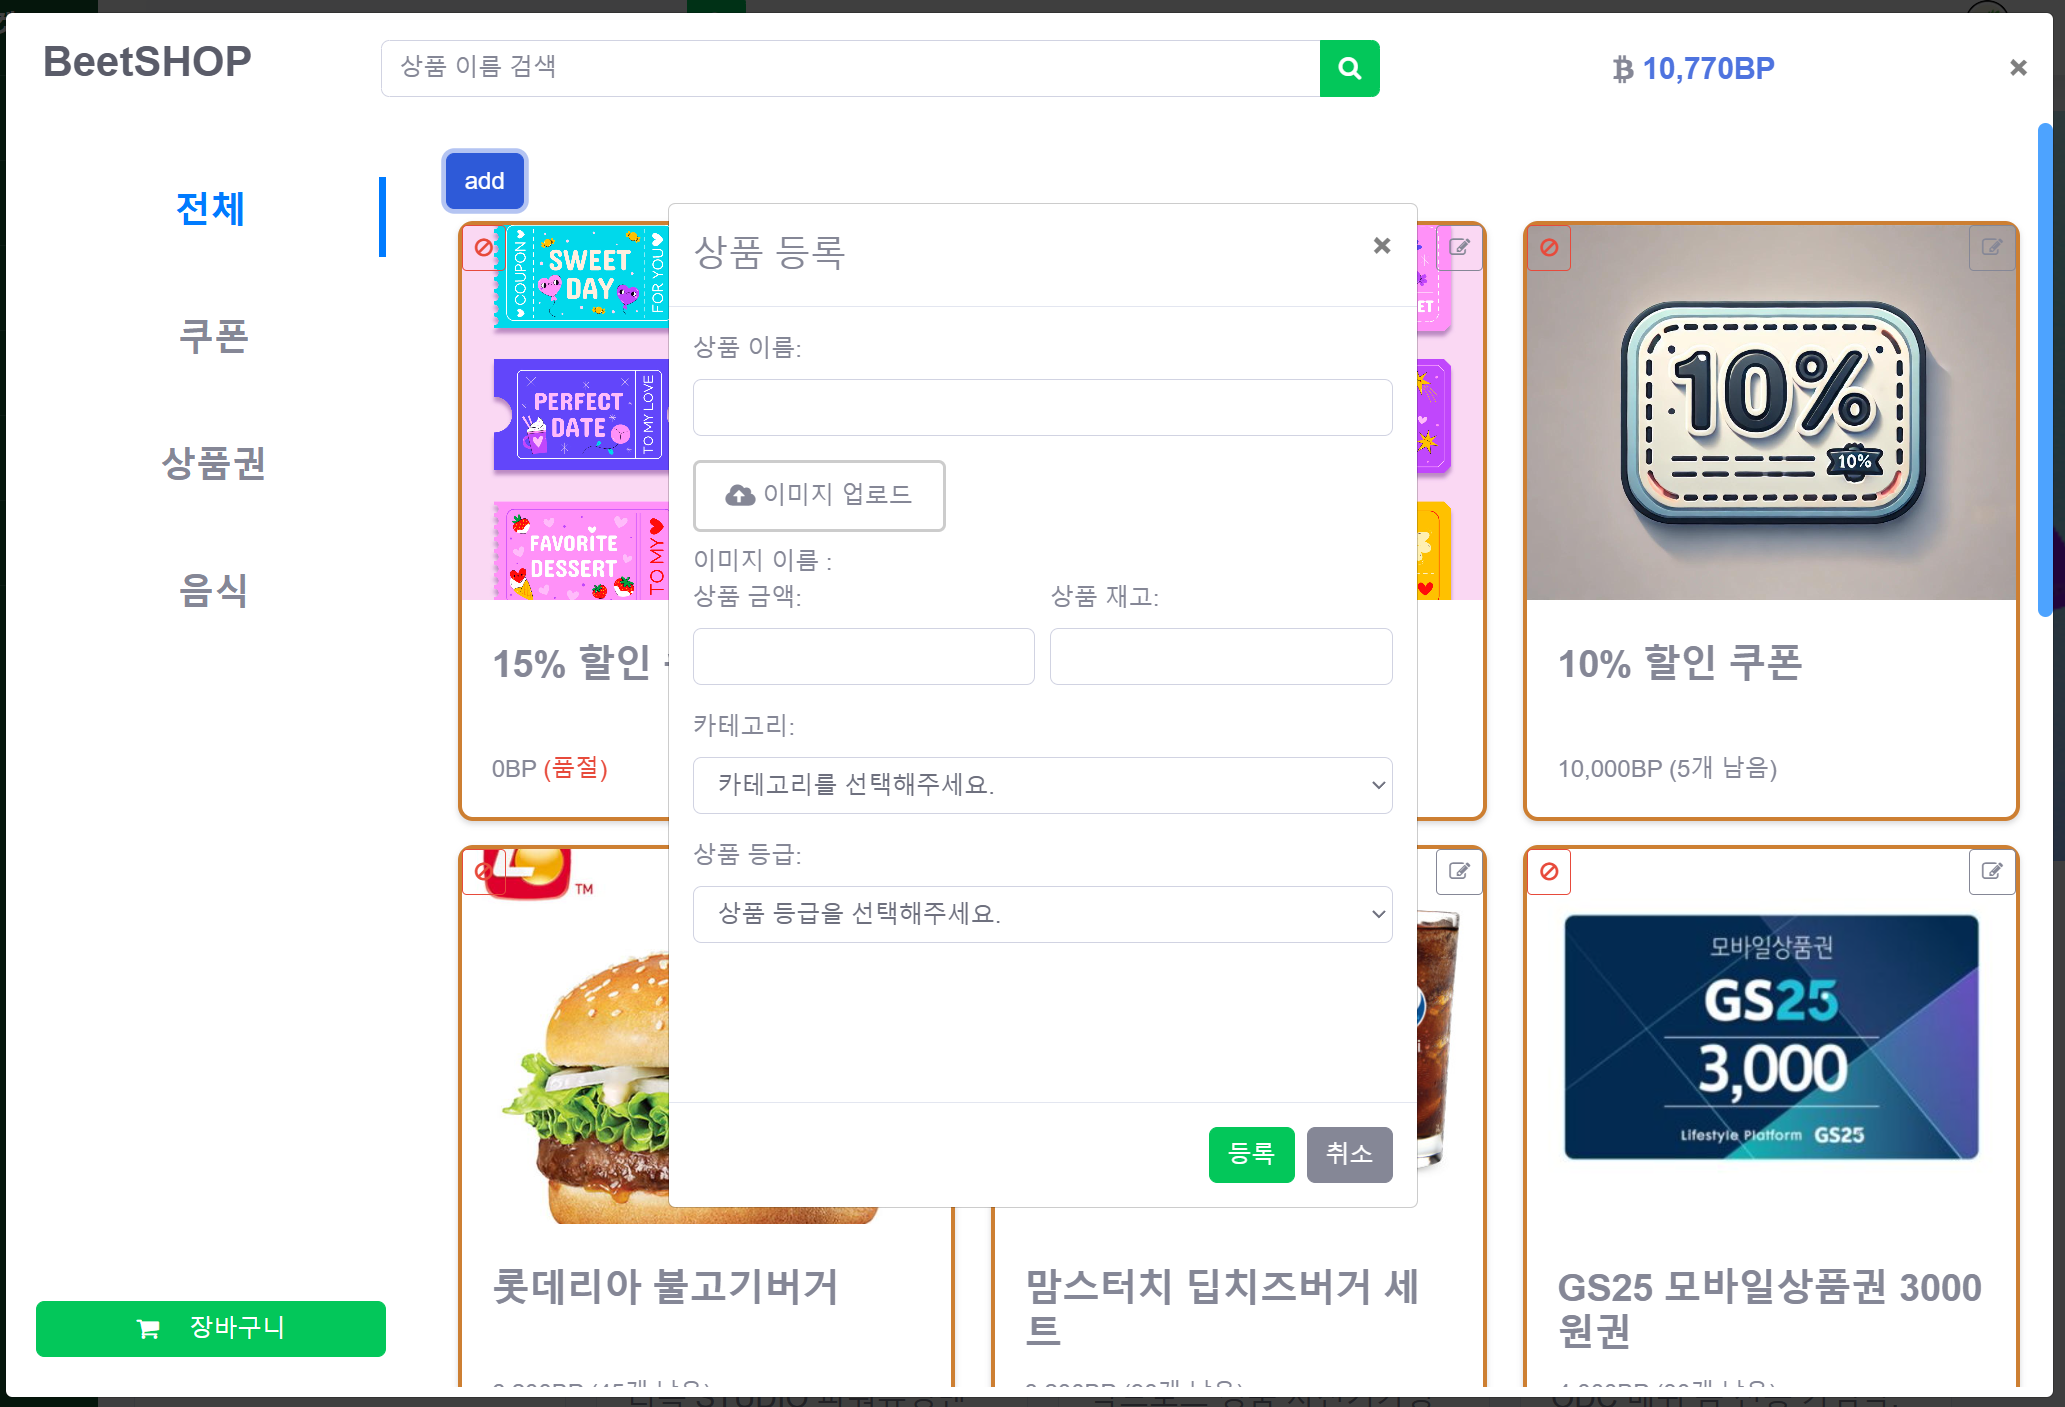 BeetSHOP
상품 이름 검색
10,770BP
×
전체
쿠폰
상품권
음식
장바구니
add
상품 등록
×
상품 이름:
이미지 업로드
이미지 이름 :
상품 금액:
상품 재고:
카테고리:
카테고리를 선택해주세요.
상품 등급:
상품 등급을 선택해주세요.
등록
취소
COUPON
SWEET
DAY
FOR YOU
PERFECT
DATE
TO MY LOVE
FAVORITE
DESSERT
TO MY
ET
15% 할인
0BP (품절)
10%
10%
10% 할인 쿠폰
10,000BP (5개 남음)
TM
롯데리아 불고기버거
맘스터치 딥치즈버거 세
트
모바일상품권
GS25
3,000
Lifestyle Platform GS25
GS25 모바일상품권 3000
원권